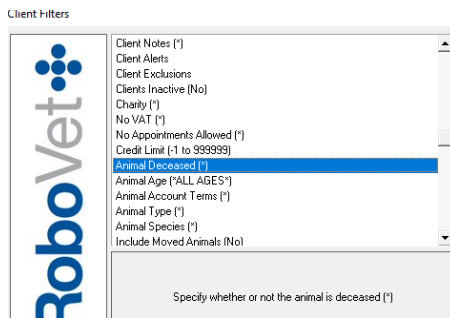 Client Filters
Client Notes (*)
Client Alerts
Client Exclusions
Clients Inactive (No)
Charity (*)
No VAT (*)
No Appointments Allowed (*)
Credit Limit (-1 to 999999)
Animal Deceased (*)
Animal Age (*ALL AGES*)
Animal Account Terms (*)
Animal Type (*)
Animal Species (*)
Include Moved Animals (No)
RoboVet
Specify whether or not the animal is deceased (*)